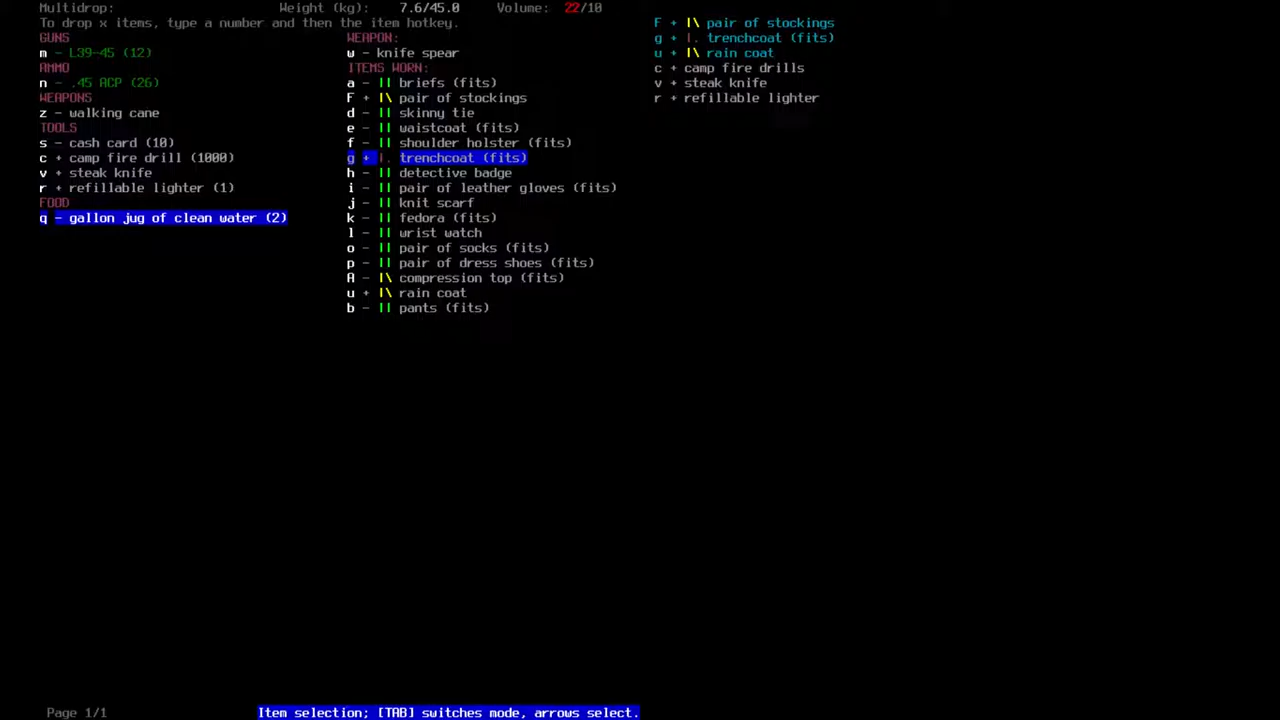 Multidrop: Weight (kg): 7.6/45.0 Volume: 22/10
To drop x items, type a number and then the item hotkey.
GUNS
m - L39-45 (12)
AMMO
n - .45 ACP (26)
WEAPONS
z - walking cane
TOOLS
s - cash card (10)
c + camp fire drill (1000)
v + steak knife
r + refillable lighter (1)
FOOD
q - gallon jug of clean water (2)
WEAPON:
w - knife spear
ITEMS WORN:
a - || briefs (fits)
F + |\ pair of stockings
d - || skinny tie
e - || waistcoat (fits)
f - || shoulder holster (fits)
g + |. trenchcoat (fits)
h - || detective badge
i - || pair of leather gloves (fits)
j - || knit scarf
k - || fedora (fits)
l - || wrist watch
o - || pair of socks (fits)
p - || pair of dress shoes (fits)
A - |\ compression top (fits)
u + |\ rain coat
b - || pants (fits)
F + |\ pair of stockings
g + |. trenchcoat (fits)
u + |\ rain coat
c + camp fire drills
v + steak knife
r + refillable lighter
Page 1/1 Item selection; [TAB] switches mode, arrows select.